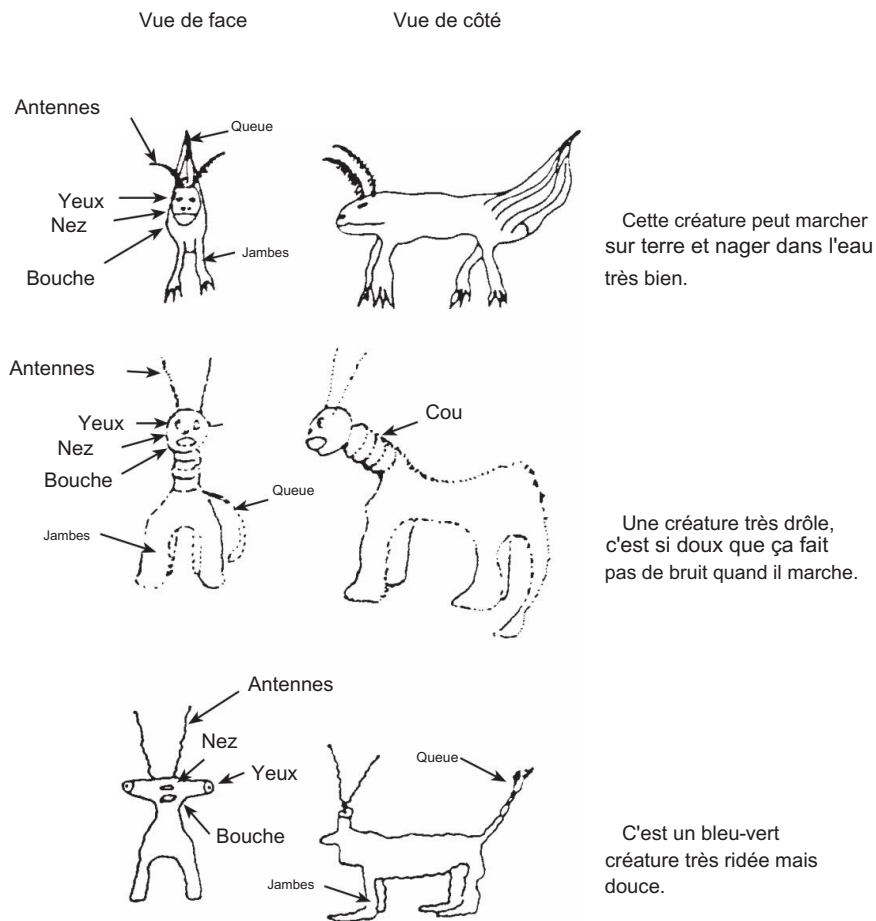 Vue de face
Vue de côté
Antennes
Queue
Yeux
Nez
Bouche
Jambes
Cette créature peut marcher
sur terre et nager dans l'eau
très bien.
Antennes
Yeux
Nez
Bouche
Queue
Jambes
Cou
Une créature très drôle,
c'est si doux que ça fait
pas de bruit quand il marche.
Antennes
Nez
Yeux
Bouche
Queue
Jambes
C'est un bleu-vert
créature très ridée mais
douce.